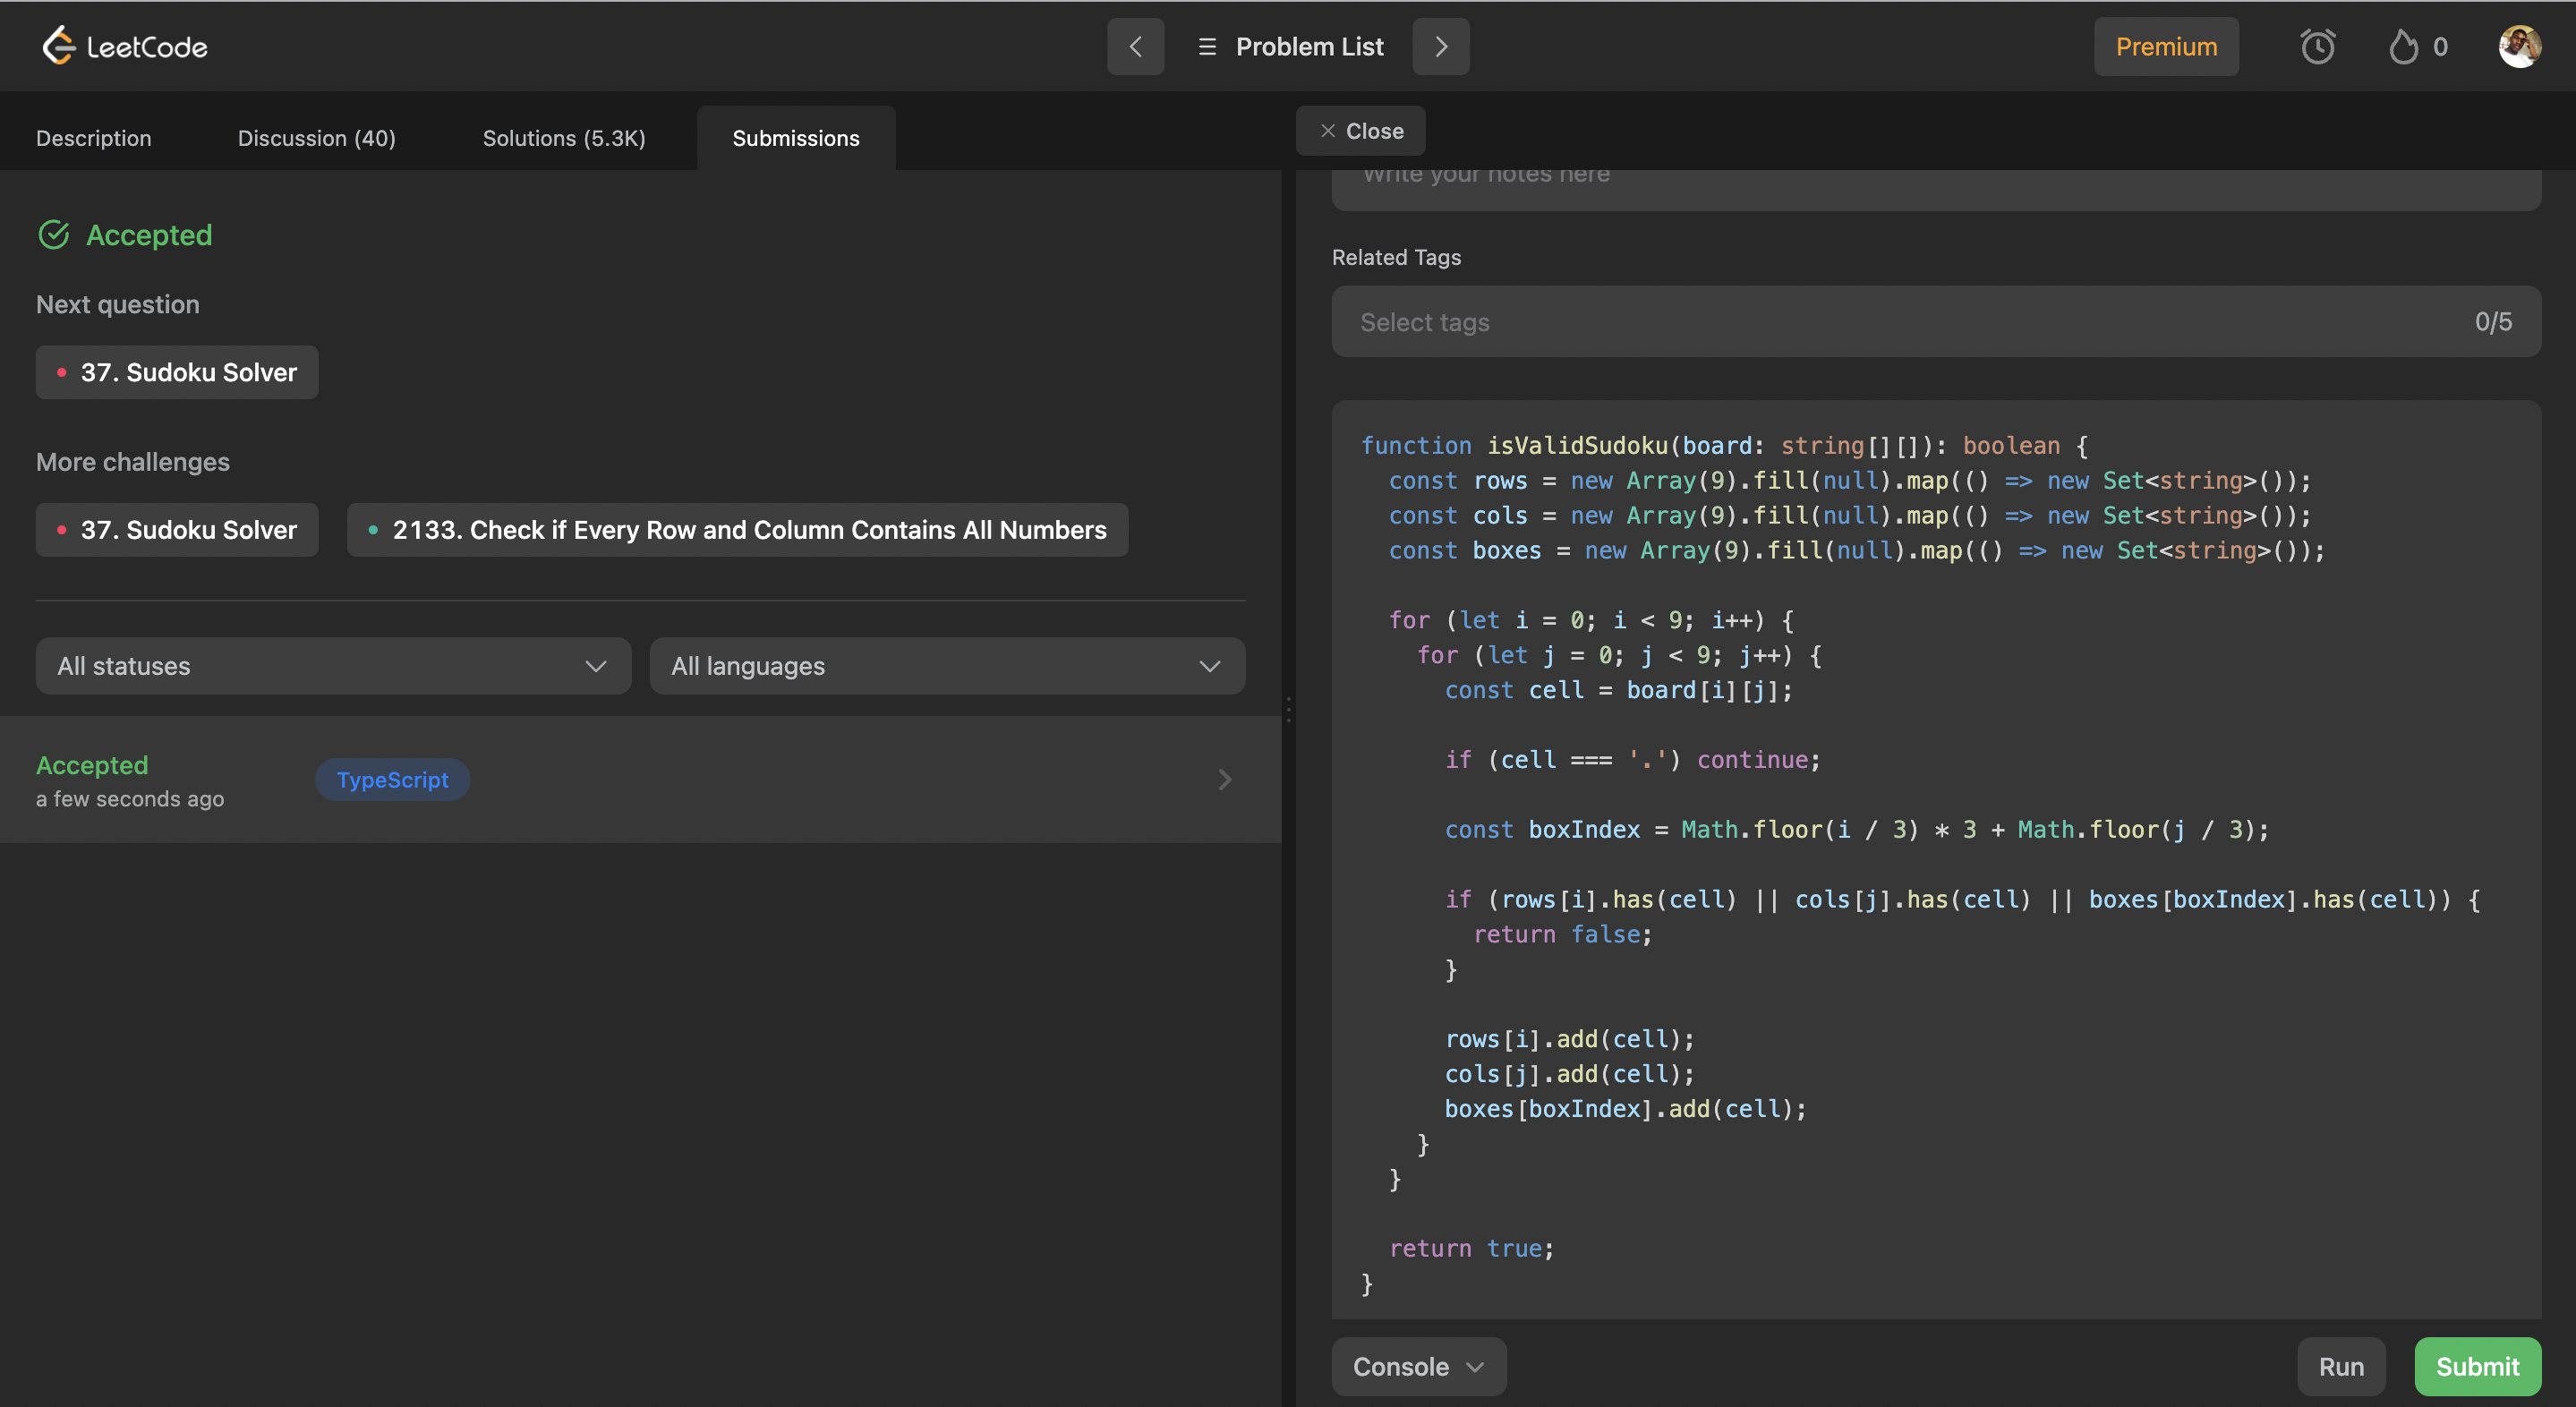 LeetCode
Problem List
Premium
0
Description
Discussion (40)
Solutions (5.3K)
Submissions
Close
Accepted
Next question
37. Sudoku Solver
More challenges
37. Sudoku Solver
2133. Check if Every Row and Column Contains All Numbers
All statuses
All languages
Accepted
a few seconds ago
TypeScript
Write your notes here
Related Tags
Select tags
0/5
function isValidSudoku(board: string[][]): boolean {
  const rows = new Array(9).fill(null).map(() => new Set<string>());
  const cols = new Array(9).fill(null).map(() => new Set<string>());
  const boxes = new Array(9).fill(null).map(() => new Set<string>());
  for (let i = 0; i < 9; i++) {
    for (let j = 0; j < 9; j++) {
      const cell = board[i][j];
      if (cell === '.') continue;
      const boxIndex = Math.floor(i / 3) * 3 + Math.floor(j / 3);
      if (rows[i].has(cell) || cols[j].has(cell) || boxes[boxIndex].has(cell)) {
        return false;
      }
      rows[i].add(cell);
      cols[j].add(cell);
      boxes[boxIndex].add(cell);
    }
  }
  return true;
}
Console
Run
Submit